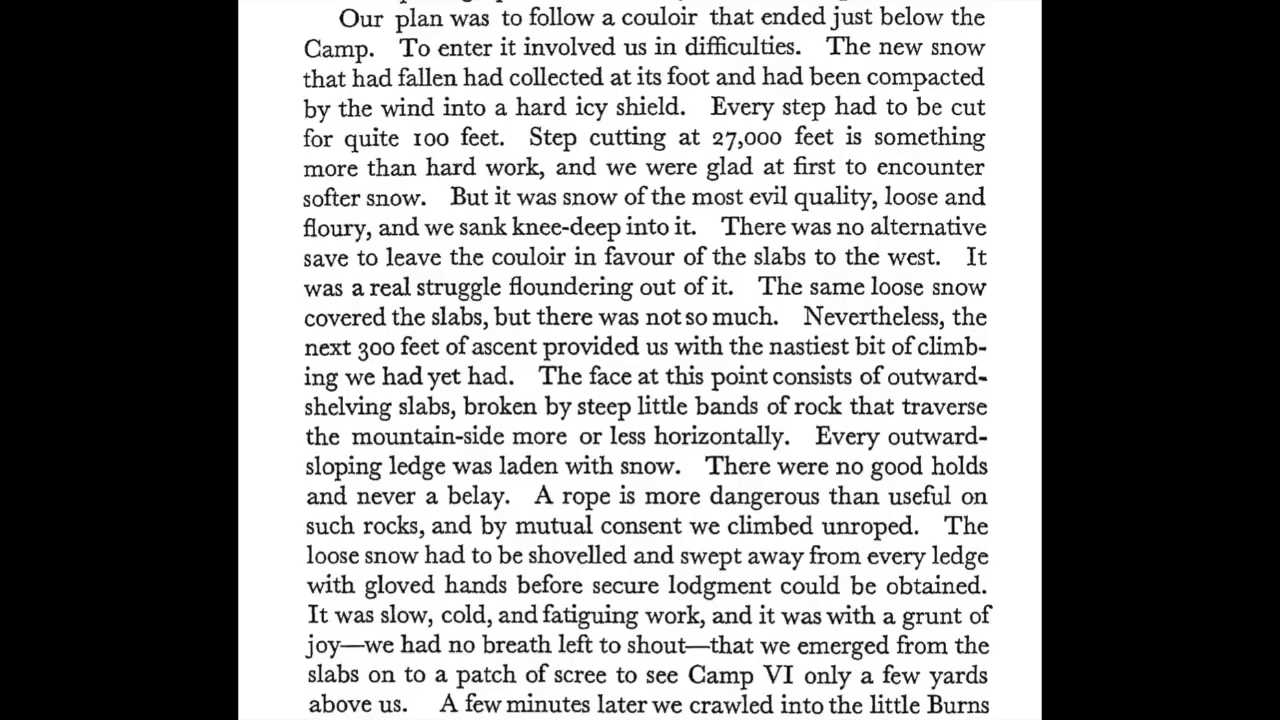 Our plan was to follow a couloir that ended just below the
Camp. To enter it involved us in difficulties. The new snow
that had fallen had collected at its foot and had been compacted
by the wind into a hard icy shield. Every step had to be cut
for quite 100 feet. Step cutting at 27,000 feet is something
more than hard work, and we were glad at first to encounter
softer snow. But it was snow of the most evil quality, loose and
floury, and we sank knee-deep into it. There was no alternative
save to leave the couloir in favour of the slabs to the west. It
was a real struggle floundering out of it. The same loose snow
covered the slabs, but there was not so much. Nevertheless, the
next 300 feet of ascent provided us with the nastiest bit of climb-
ing we had yet had. The face at this point consists of outward-
shelving slabs, broken by steep little bands of rock that traverse
the mountain-side more or less horizontally. Every outward-
sloping ledge was laden with snow. There were no good holds
and never a belay. A rope is more dangerous than useful on
such rocks, and by mutual consent we climbed unroped. The
loose snow had to be shovelled and swept away from every ledge
with gloved hands before secure lodgment could be obtained.
It was slow, cold, and fatiguing work, and it was with a grunt of
joy—we had no breath left to shout—that we emerged from the
slabs on to a patch of scree to see Camp VI only a few yards
above us. A few minutes later we crawled into the little Burns